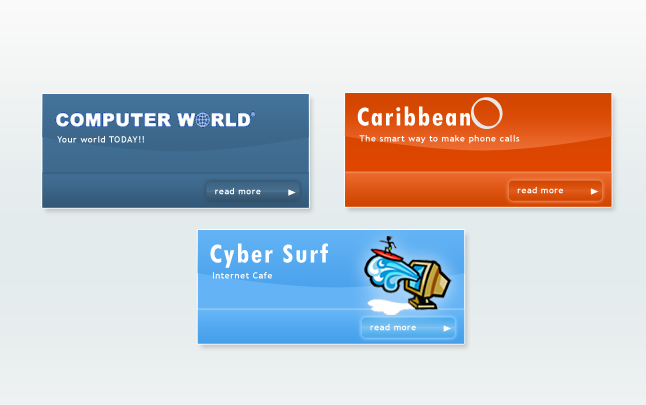 COMPUTER WORLD
Your world TODAY!!
read more
Caribbean
The smart way to make phone calls
read more
Cyber Surf
Internet Cafe
read more